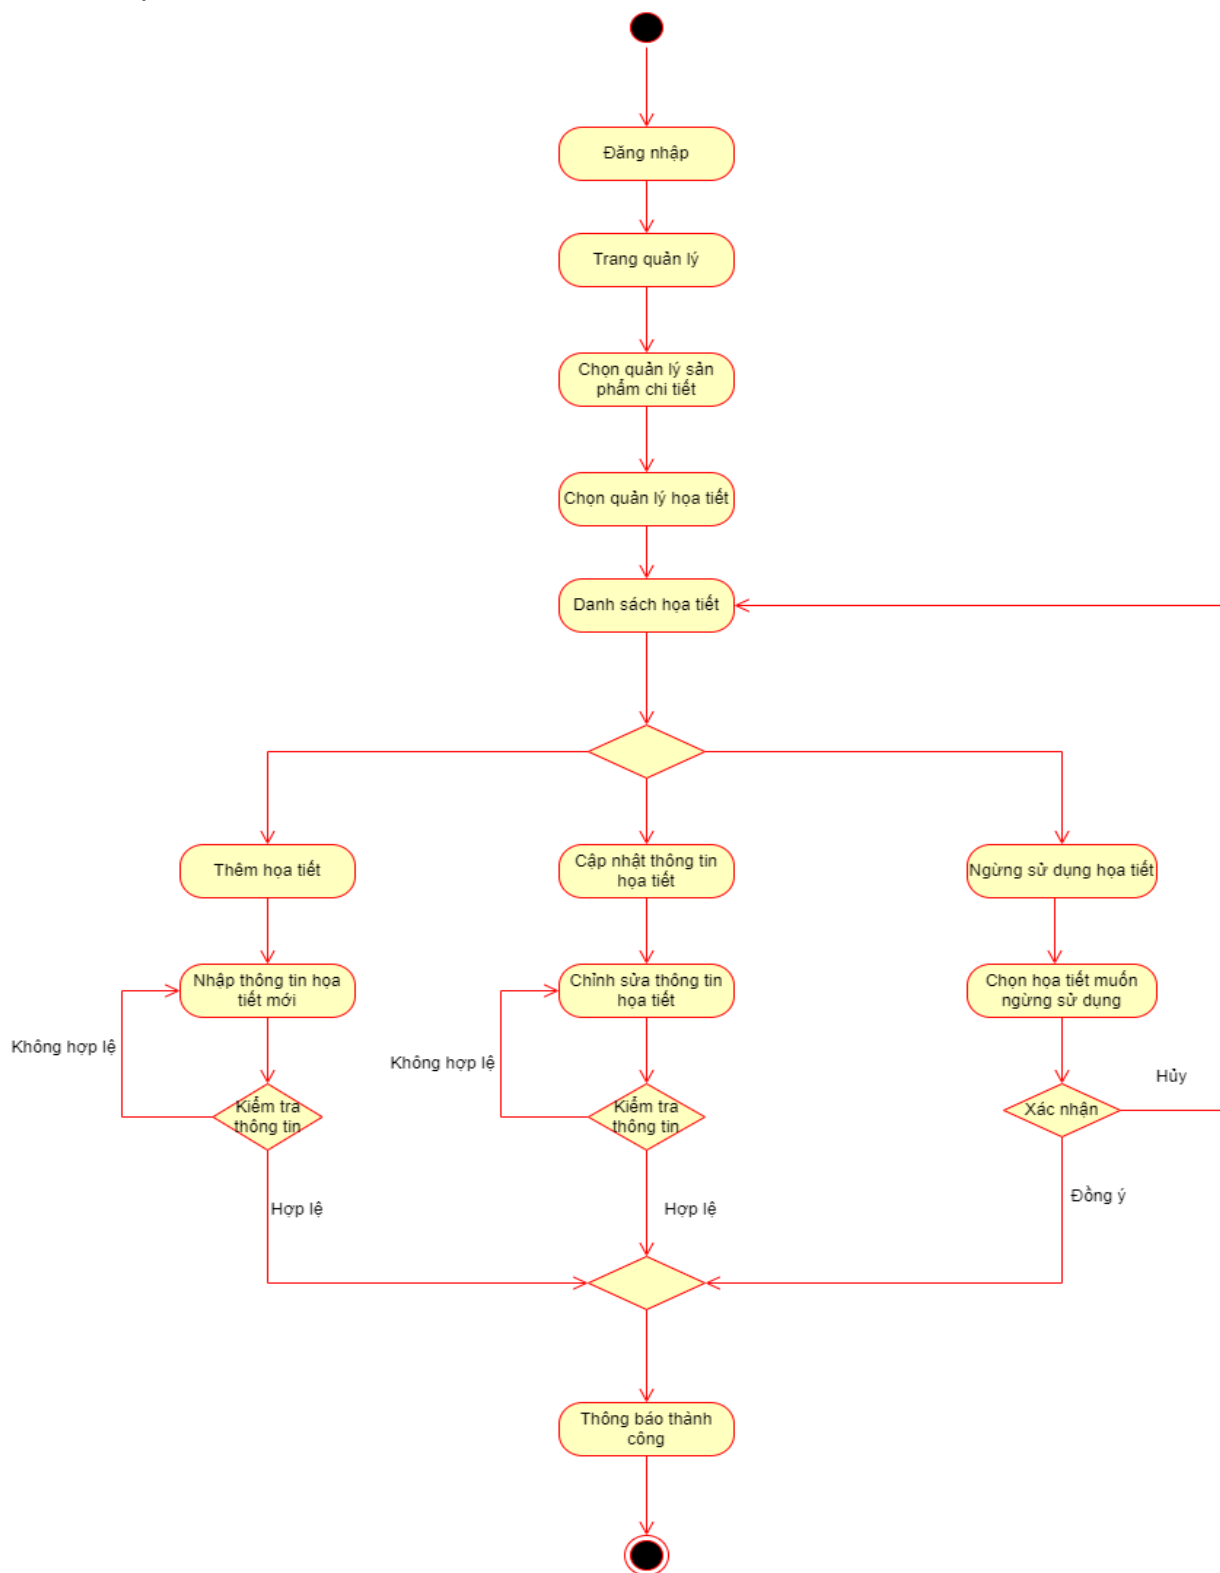 Đăng nhập
Trang quản lý
Chọn quản lý sản
phẩm chi tiết
Chọn quản lý họa tiết
Danh sách họa tiết
Thêm họa tiết
Cập nhật thông tin
họa tiết
Ngừng sử dụng họa tiết
Nhập thông tin họa
tiết mới
Chỉnh sửa thông tin
họa tiết
Chọn họa tiết muốn
ngừng sử dụng
Không hợp lệ
Không hợp lệ
Hủy
Kiểm tra
thông tin
Kiểm tra
thông tin
Xác nhận
Hợp lệ
Hợp lệ
Đồng ý
Thông báo thành
công